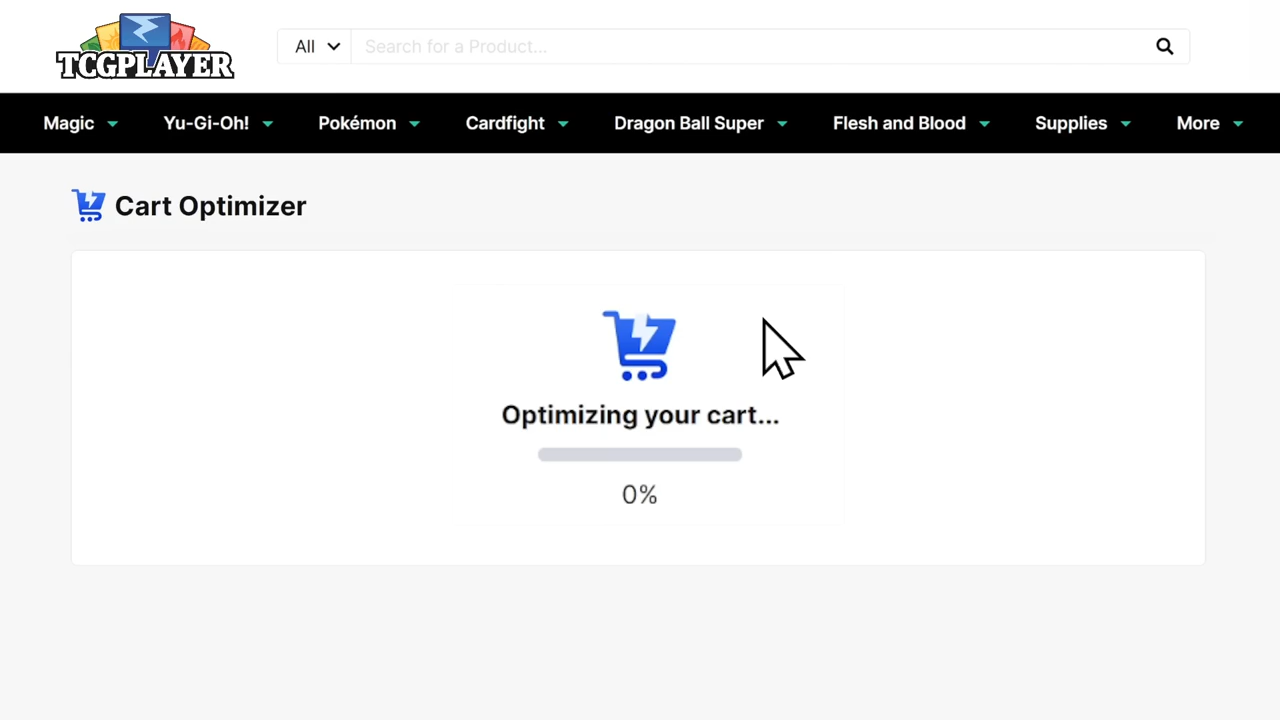 TCGPLAYER
All
Search for a Product...
Magic Yu-Gi-Oh! Pokémon Cardfight Dragon Ball Super Flesh and Blood Supplies More
Cart Optimizer
Optimizing your cart...
0%